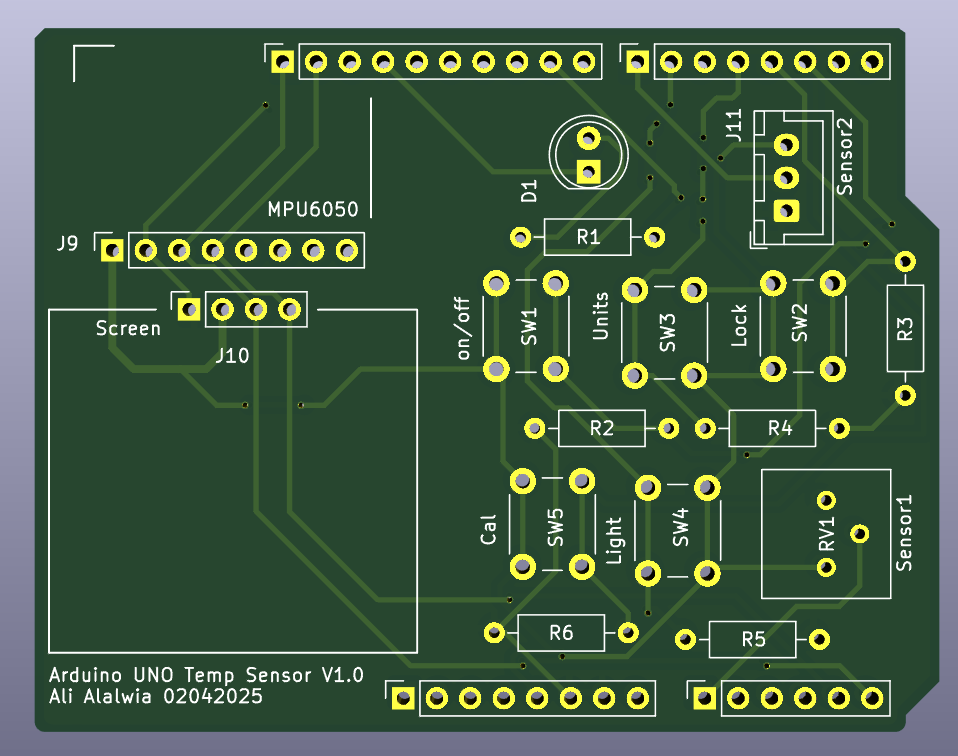 J11
Sensor2
D1
MPU6050
J9
R1
Screen
J10
on/off
SW1
Units
SW3
Lock
SW2
R3
R2
R4
Cal
SW5
Light
SW4
RV1
Sensor1
R6
R5
Arduino UNO Temp Sensor V1.0
Ali Alalwia 02042025